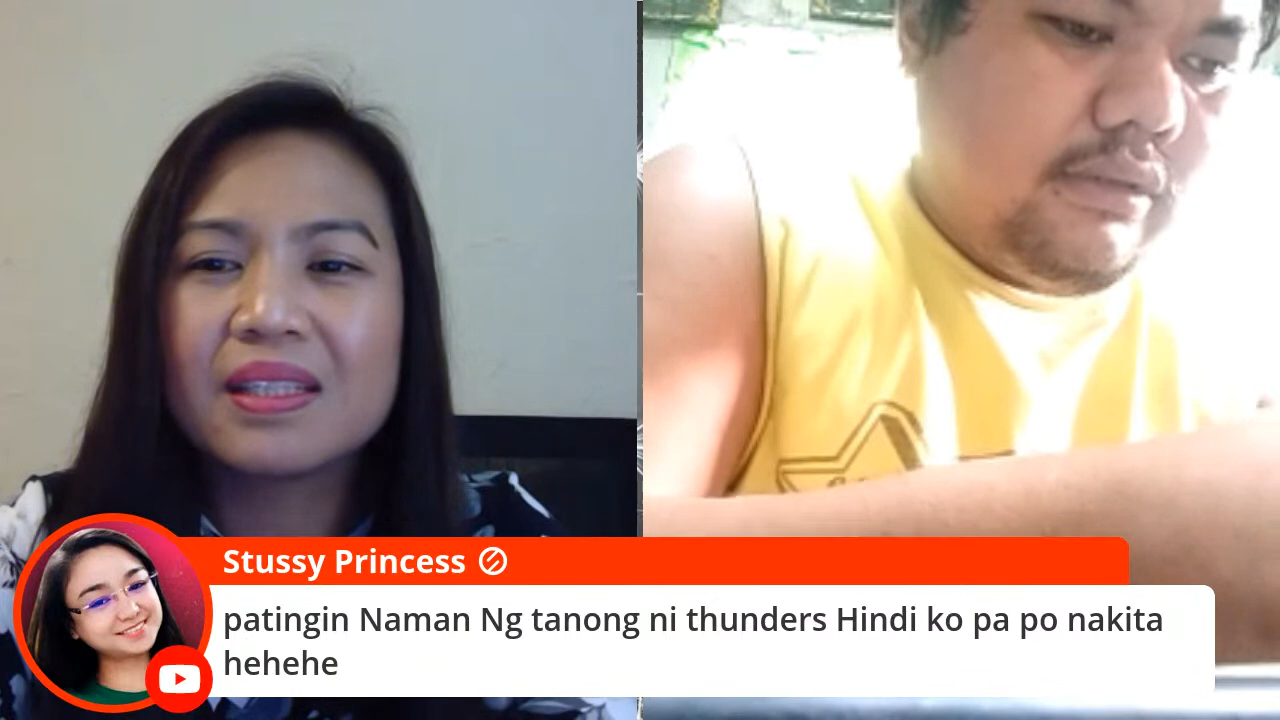 Stussy Princess
patingin Naman Ng tanong ni thunders Hindi ko pa po nakita
hehehe